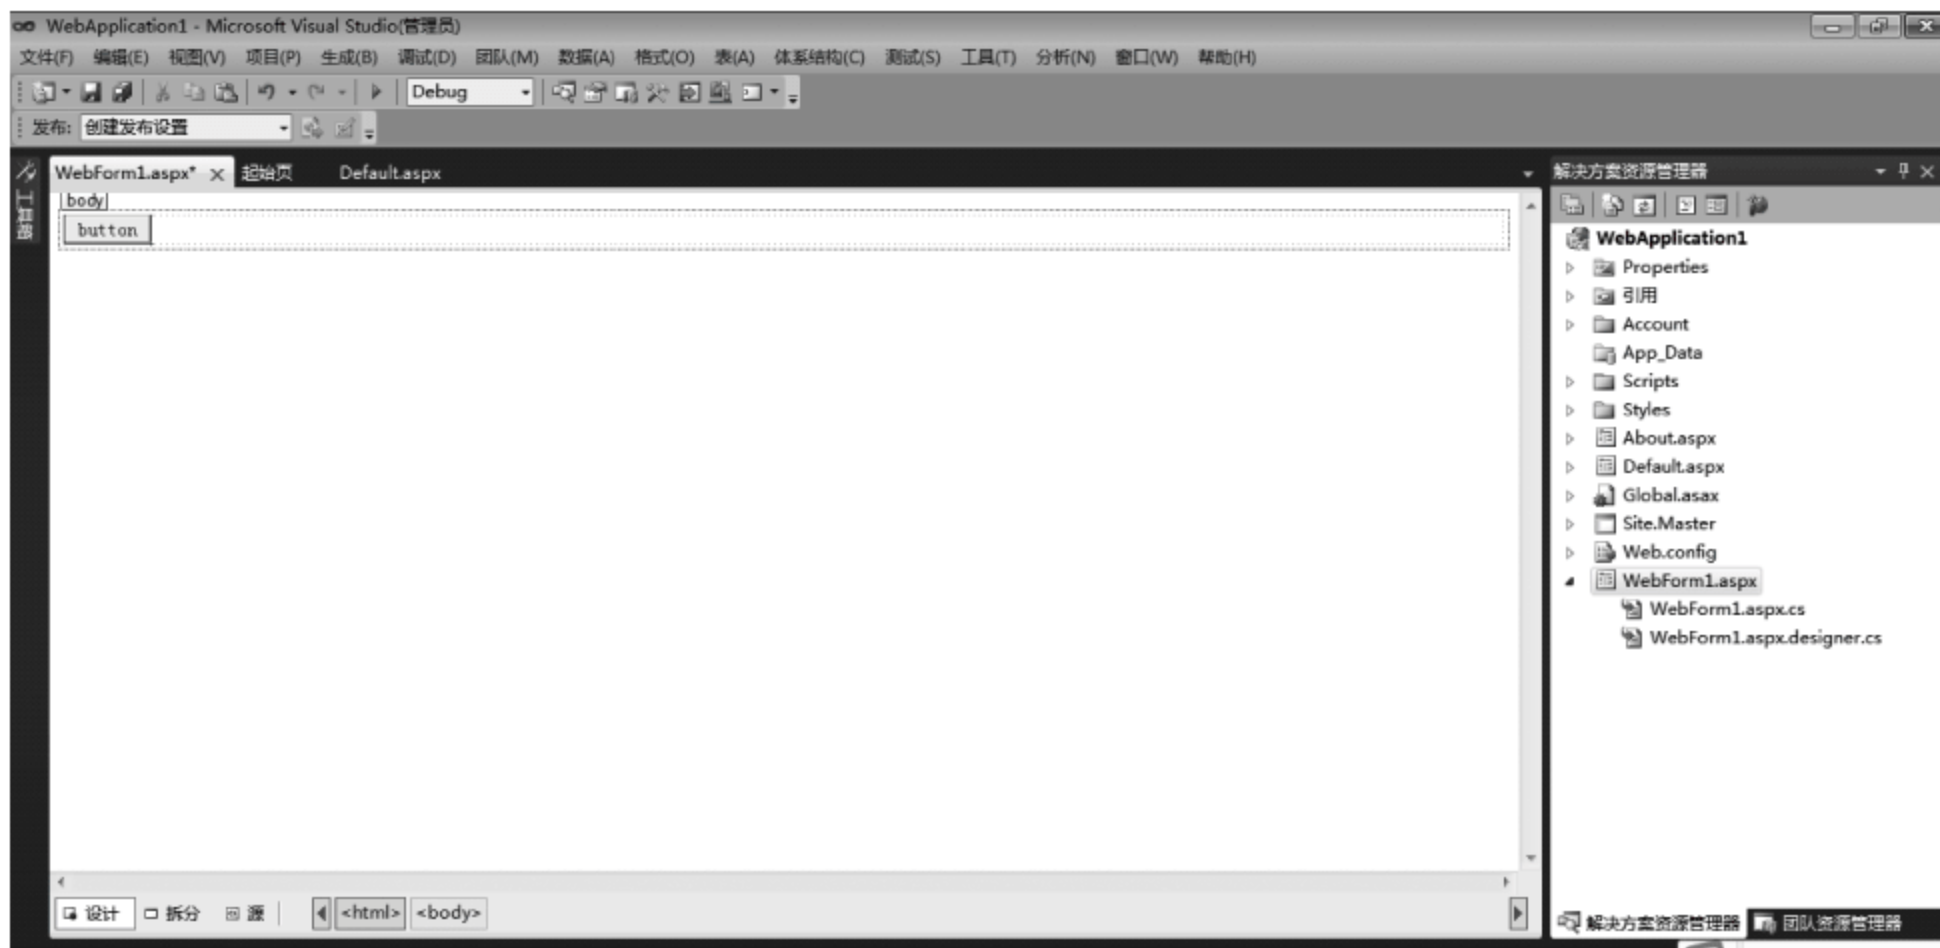 WebApplication1 - Microsoft Visual Studio(管理员)
文件(F) 编辑(E) 视图(V) 项目(P) 生成(B) 调试(D) 团队(M) 数据(A) 格式(O) 表(A) 体系结构(C) 测试(S) 工具(T) 分析(N) 窗口(W) 帮助(H)
Debug
发布: 创建发布设置
工具箱
WebForm1.aspx* 起始页 Default.aspx
body
button
设计 拆分 源 <html> <body>
解决方案资源管理器
WebApplication1
Properties
引用
Account
App_Data
Scripts
Styles
About.aspx
Default.aspx
Global.asax
Site.Master
Web.config
WebForm1.aspx
WebForm1.aspx.cs
WebForm1.aspx.designer.cs
解决方案资源管理器 团队资源管理器